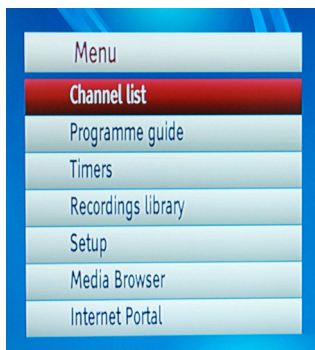 Menu
Channel list
Programme guide
Timers
Recordings library
Setup
Media Browser
Internet Portal